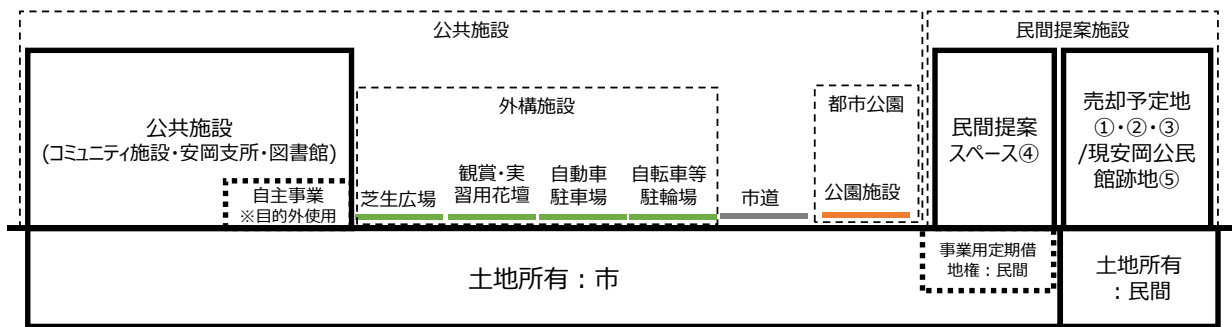 公共施設
民間提案施設
公共施設
(コミュニティ施設・安岡支所・図書館)
自主事業
※目的外使用
外構施設
芝生広場
観賞・実
習用花壇
自動車
駐車場
自転車等
駐輪場
市道
都市公園
公園施設
民間提案
スペース④
売却予定地
①・②・③
/現安岡公民
館跡地⑤
土地所有：市
事業用定期借
地権：民間
土地所有
：民間